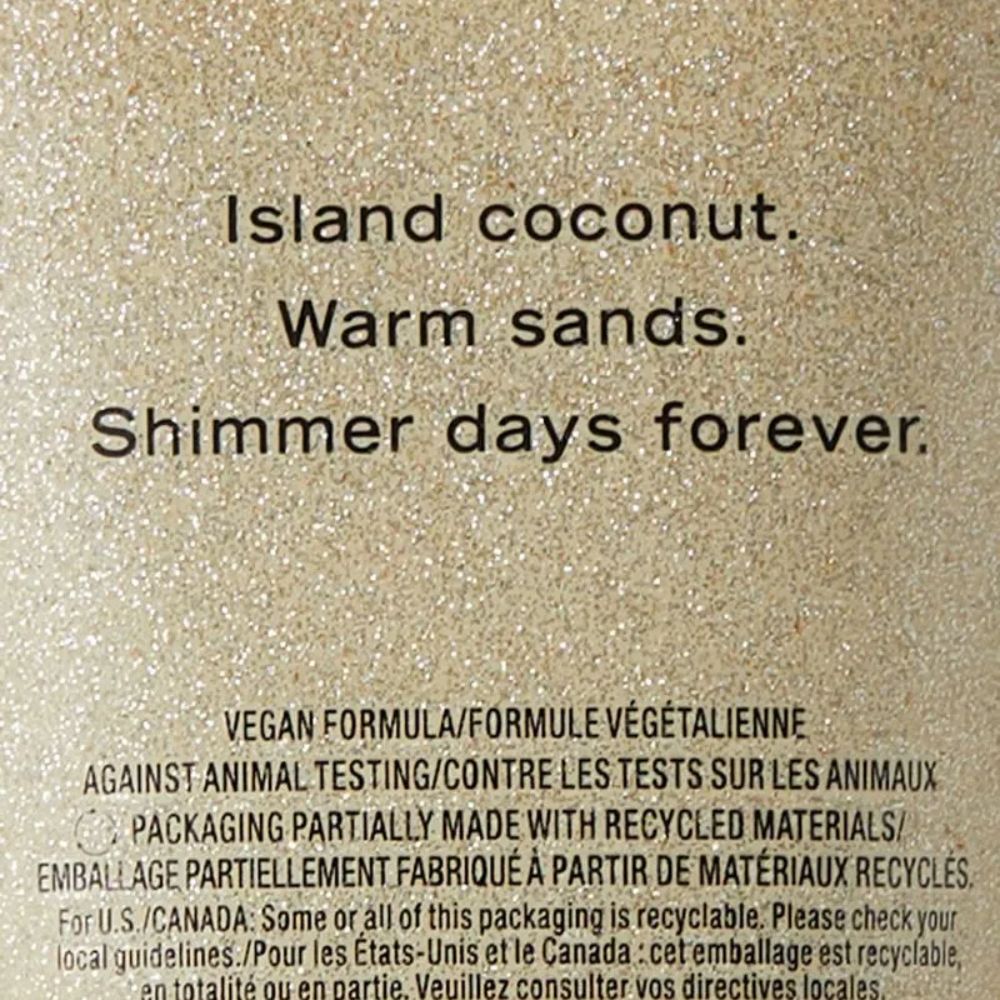 Island coconut.
Warm sands.
Shimmer days forever.
VEGAN FORMULA/FORMULE VÉGÉTALIENNE
AGAINST ANIMAL TESTING/CONTRE LES TESTS SUR LES ANIMAUX
PACKAGING PARTIALLY MADE WITH RECYCLED MATERIALS/
EMBALLAGE PARTIELLEMENT FABRIQUÉ À PARTIR DE MATÉRIAUX RECYCLÉS.
For U.S./CANADA: Some or all of this packaging is recyclable. Please check your
local guidelines./Pour les États-Unis et le Canada : cet emballage est recyclable,
en totalité ou en partie. Veuillez consulter vos directives locales.